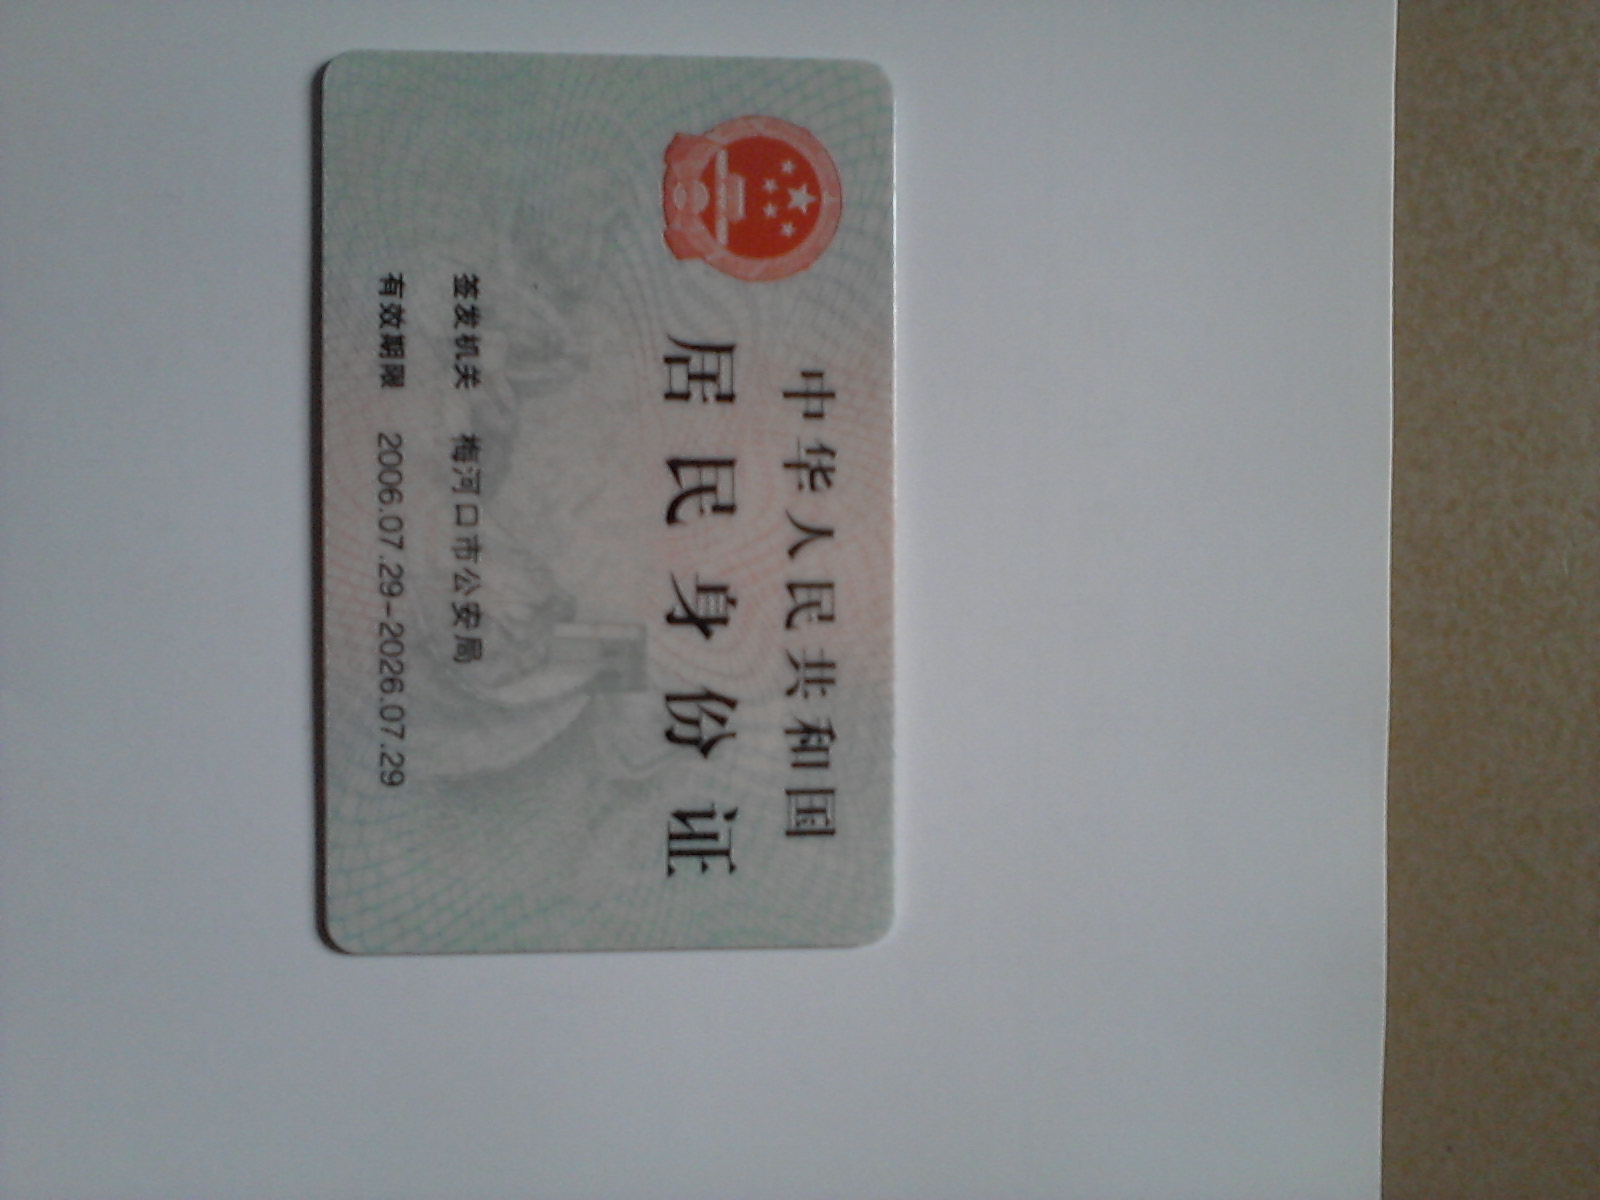 中华人民共和国
居民身份证
签发机关 梅河口市公安局
有效期限 2006.07.29-2026.07.29